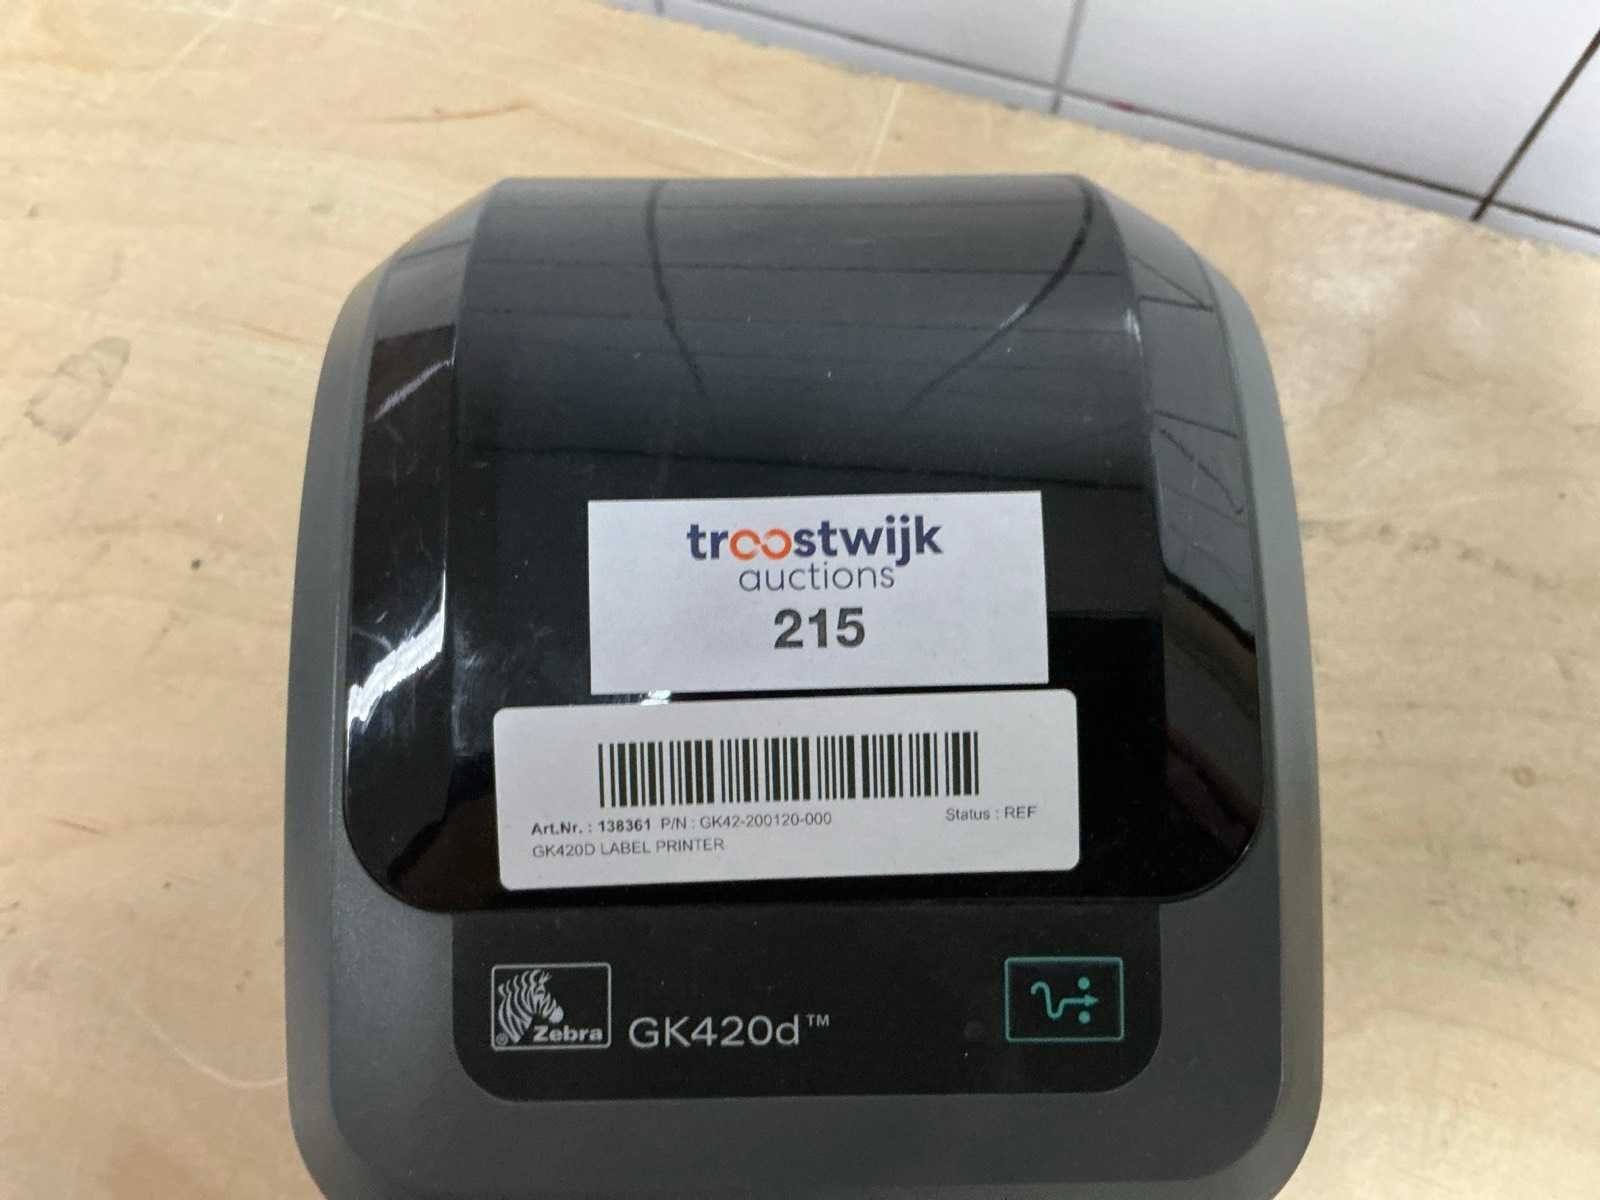 troostwijk
auctions
215
Art.Nr. : 138361 P/N : GK42-200120-000 Status : REF
GK420D LABEL PRINTER
® Zebra GK420d™